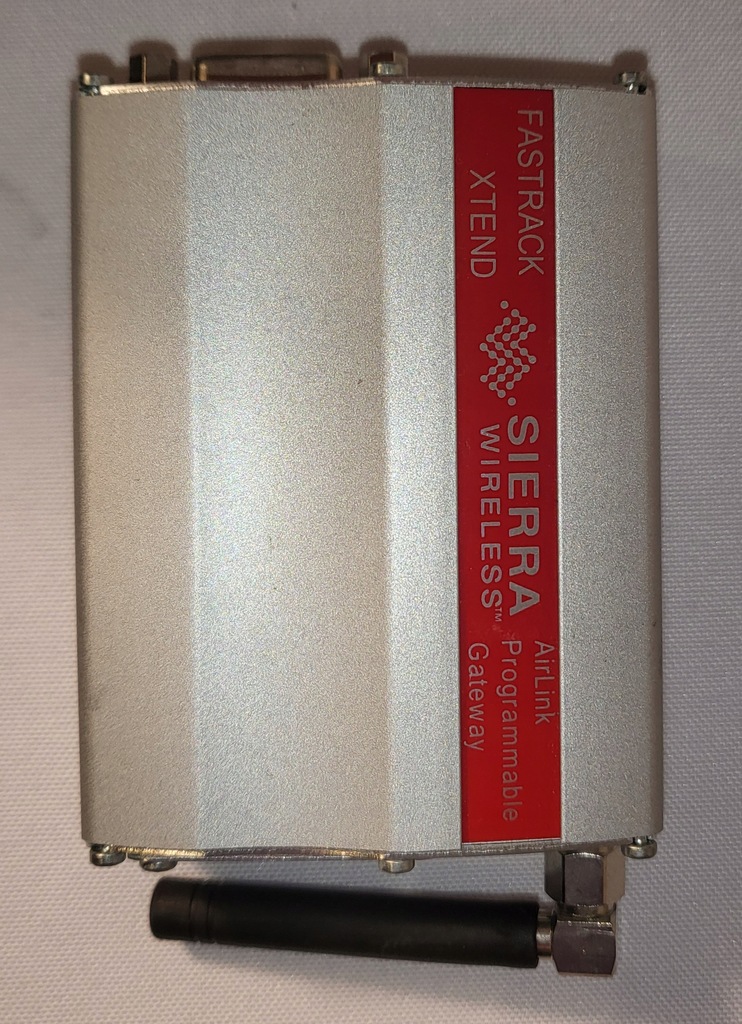 FASTRACK
XTEND
SIERRA
WIRELESS™
AirLink
Programmable
Gateway